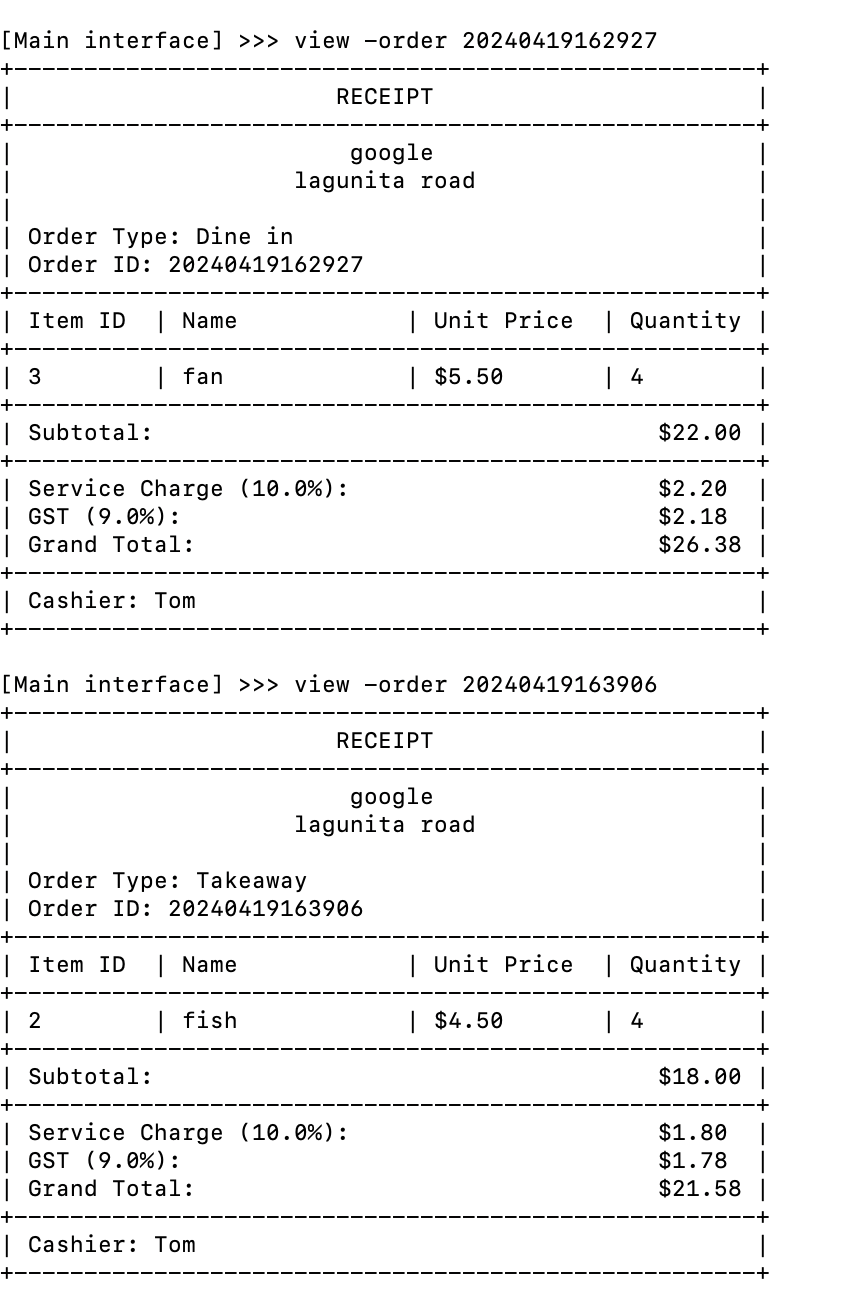 [Main interface] >>> view -order 20240419162927
+-----------------------------------------------------+
| RECEIPT |
+-----------------------------------------------------+
| google |
| lagunita road |
| |
| Order Type: Dine in |
| Order ID: 20240419162927 |
+-----------------------------------------------------+
| Item ID | Name | Unit Price | Quantity |
+-----------------------------------------------------+
| 3 | fan | $5.50 | 4 |
+-----------------------------------------------------+
| Subtotal: $22.00 |
+-----------------------------------------------------+
| Service Charge (10.0%): $2.20 |
| GST (9.0%): $2.18 |
| Grand Total: $26.38 |
+-----------------------------------------------------+
| Cashier: Tom |
+-----------------------------------------------------+
[Main interface] >>> view -order 20240419163906
+-----------------------------------------------------+
| RECEIPT |
+-----------------------------------------------------+
| google |
| lagunita road |
| |
| Order Type: Takeaway |
| Order ID: 20240419163906 |
+-----------------------------------------------------+
| Item ID | Name | Unit Price | Quantity |
+-----------------------------------------------------+
| 2 | fish | $4.50 | 4 |
+-----------------------------------------------------+
| Subtotal: $18.00 |
+-----------------------------------------------------+
| Service Charge (10.0%): $1.80 |
| GST (9.0%): $1.78 |
| Grand Total: $21.58 |
+-----------------------------------------------------+
| Cashier: Tom |
+-----------------------------------------------------+